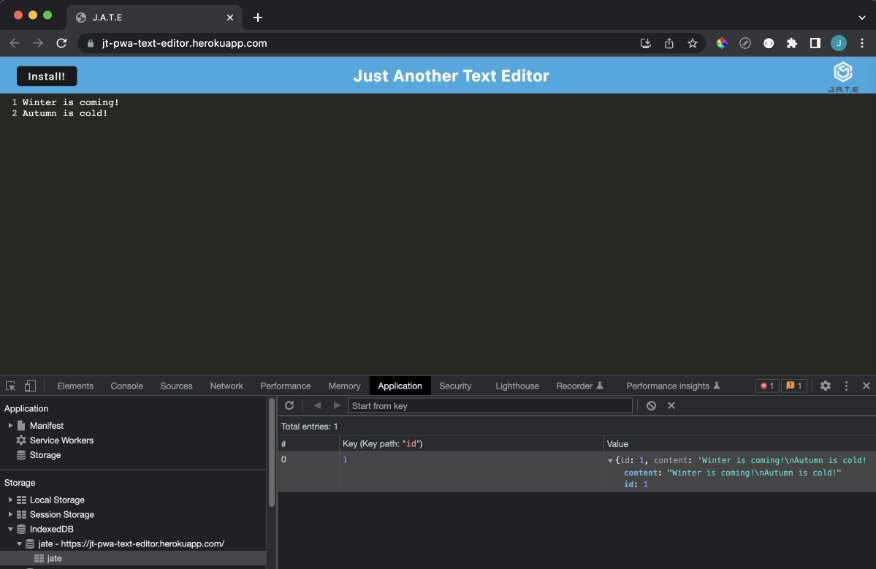 J.A.T.E
jt-pwa-text-editor.herokuapp.com
J
Install!
Just Another Text Editor
J.A.T.E
1 Winter is coming!
2 Autumn is cold!
Elements Console Sources Network Performance Memory Application Security Lighthouse Recorder Performance insights 1 1
Application
Manifest
Service Workers
Storage
Storage
Local Storage
Session Storage
IndexedDB
jate - https://jt-pwa-text-editor.herokuapp.com/
jate
Start from key
Total entries: 1
# Key (Key path: "id") Value
0 1 {id: 1, content: "Winter is coming!\nAutumn is cold!
content: "Winter is coming!\nAutumn is cold!"
id: 1